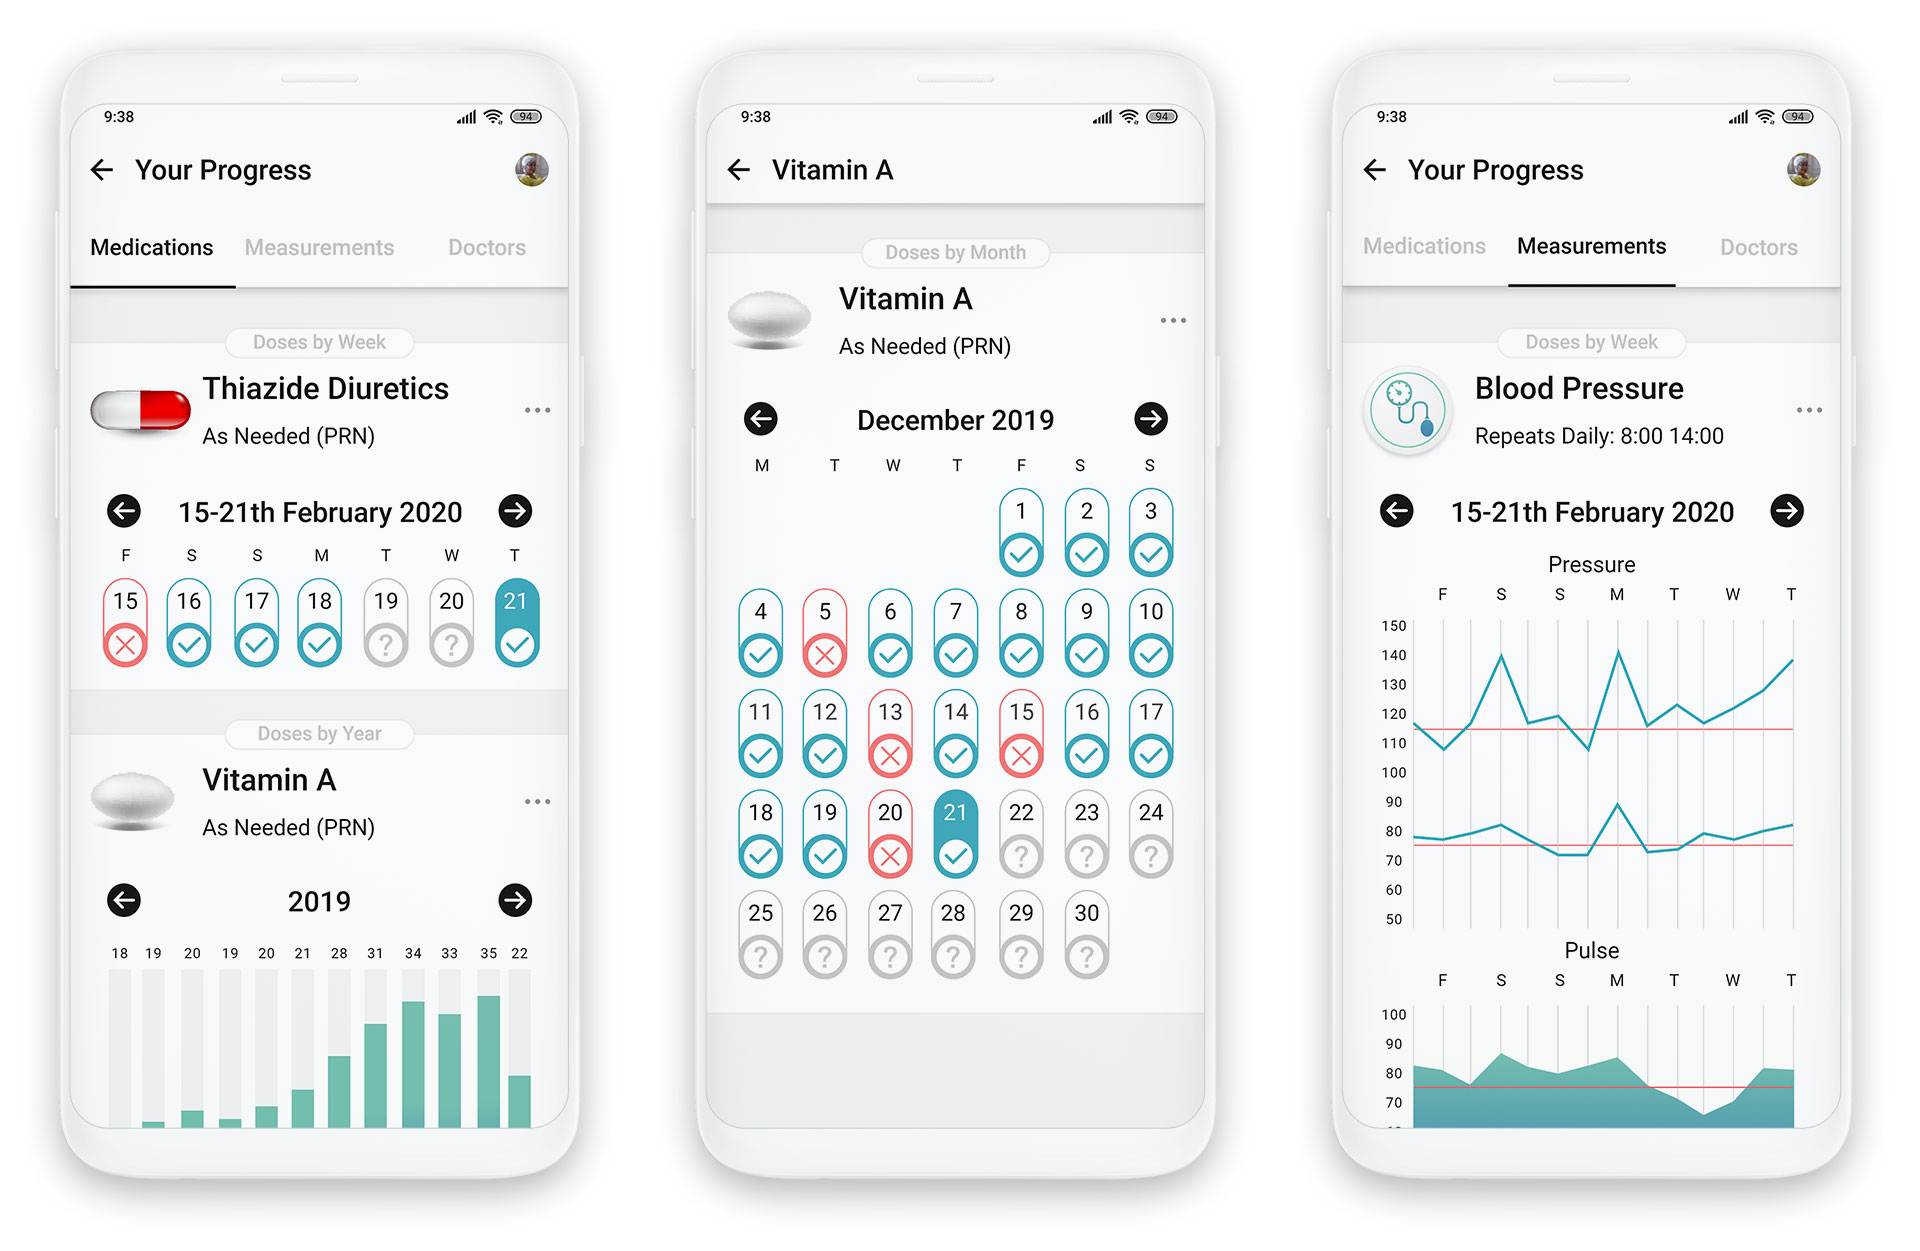 9:38
94
Your Progress
Medications Measurements Doctors
Doses by Week
Thiazide Diuretics
As Needed (PRN)
15-21th February 2020
F S S M T W T
15 16 17 18 19 20 21
? ?
Doses by Year
Vitamin A
As Needed (PRN)
2019
18 19 20 19 20 21 28 31 34 33 35 22
9:38
94
Vitamin A
Doses by Month
Vitamin A
As Needed (PRN)
December 2019
M T W T F S S
1 2 3
4 5 6 7 8 9 10
11 12 13 14 15 16 17
18 19 20 21 22 23 24
? ? ?
25 26 27 28 29 30
? ? ? ? ? ?
9:38
94
Your Progress
Medications Measurements Doctors
Doses by Week
Blood Pressure
Repeats Daily: 8:00 14:00
15-21th February 2020
Pressure
F S S M T W T
150
140
130
120
110
100
90
80
70
60
50
Pulse
F S S M T W T
100
90
80
70